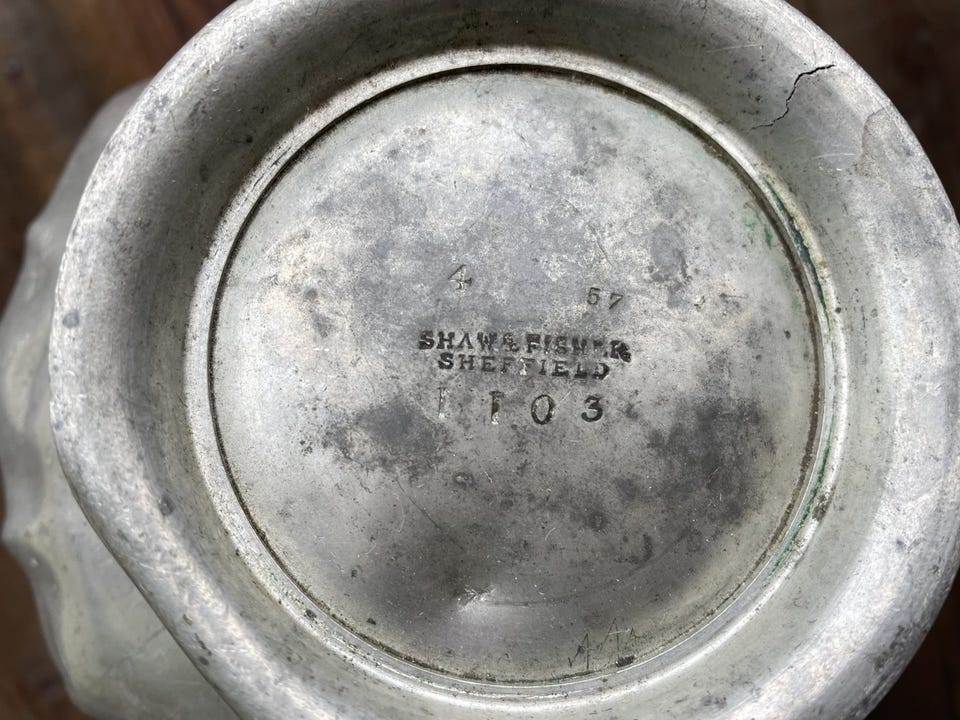 4 57
SHAW & FISHER
SHEFFIELD
1103